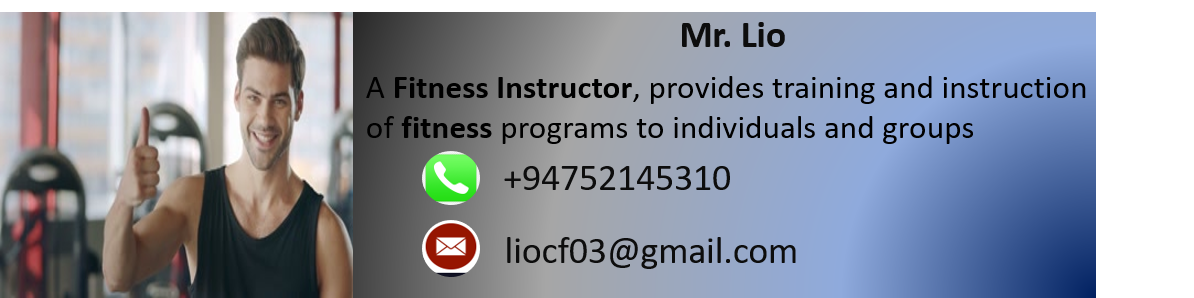 Mr. Lio
A Fitness Instructor, provides training and instruction
of fitness programs to individuals and groups
+94752145310
liocf03@gmail.com